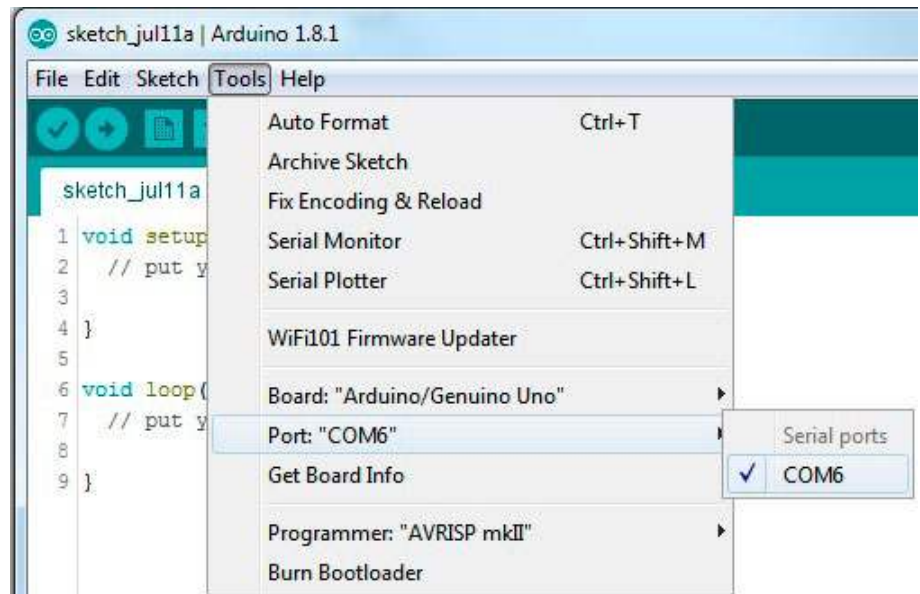 sketch_jul11a | Arduino 1.8.1
File Edit Sketch Tools Help
Auto Format Ctrl+T
Archive Sketch
sketch_jul11a
Fix Encoding & Reload
1 void setup
Serial Monitor Ctrl+Shift+M
2 // put y
Serial Plotter Ctrl+Shift+L
3
4 }
WiFi101 Firmware Updater
5
6 void loop(
Board: "Arduino/Genuino Uno"
7 // put y
Port: "COM6"
Serial ports
8
9 }
Get Board Info
COM6
Programmer: "AVRISP mkII"
Burn Bootloader